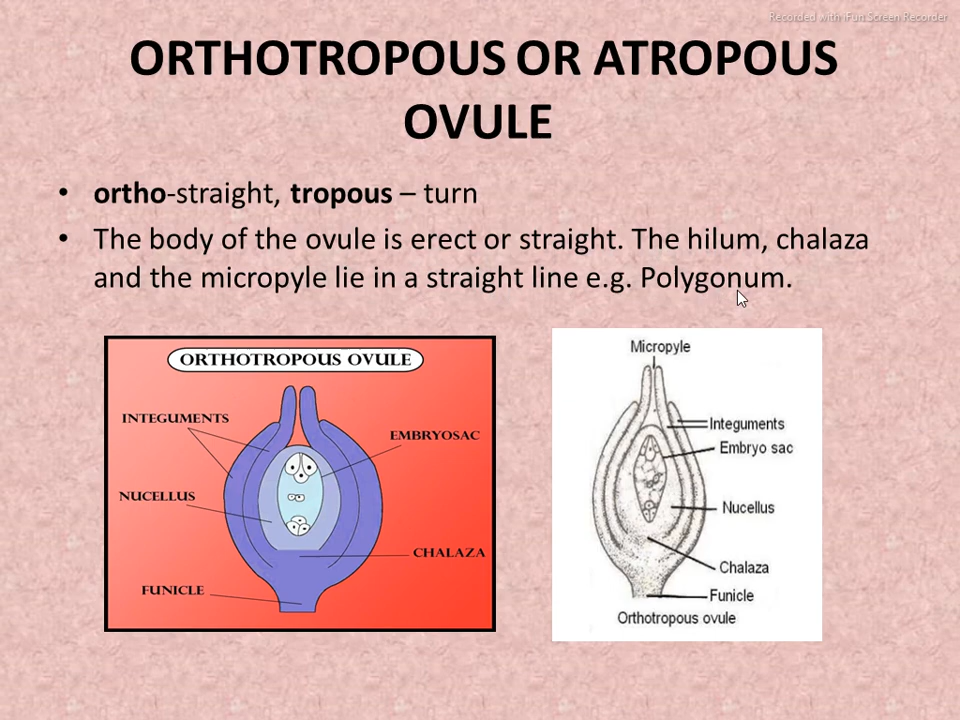 Recorded with iFun Screen Recorder
ORTHOTROPOUS OR ATROPOUS
OVULE
• ortho-straight, tropous – turn
• The body of the ovule is erect or straight. The hilum, chalaza
and the micropyle lie in a straight line e.g. Polygonum.
ORTHOTROPOUS OVULE
INTEGUMENTS
EMBRYOSAC
NUCELLUS
CHALAZA
FUNICLE
Micropyle
Integuments
Embryo sac
Nucellus
Chalaza
Funicle
Orthotropous ovule